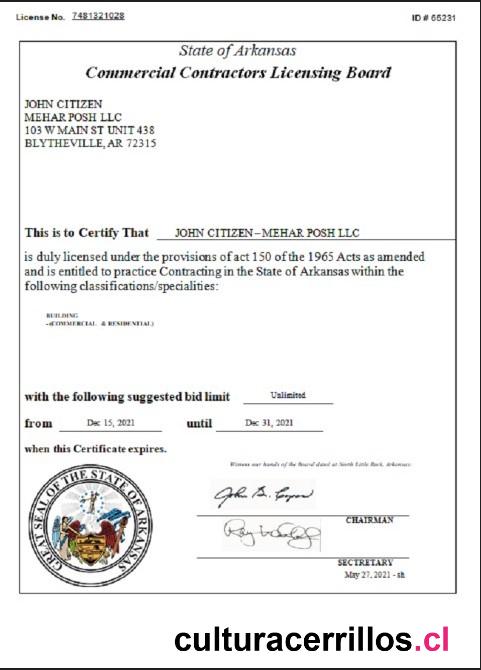 License No. 7481321028
ID # 65231
State of Arkansas
Commercial Contractors Licensing Board
JOHN CITIZEN
MEHAR POSH LLC
103 W MAIN ST UNIT 438
BLYTHEVILLE, AR 72315
This is to Certify That JOHN CITIZEN – MEHAR POSH LLC
is duly licensed under the provisions of act 150 of the 1965 Acts as amended
and is entitled to practice Contracting in the State of Arkansas within the
following classifications/specialities:
BUILDING
-(COMMERCIAL & RESIDENTIAL)
with the following suggested bid limit Unlimited
from Dec 15, 2021 until Dec 31, 2021
when this Certificate expires.
Witness our hands of the Board dated at North Little Rock, Arkansas
GREAT SEAL OF THE STATE OF ARKANSAS
CHAIRMAN
SECTRETARY
May 27, 2021 - sh
culturacerrillos.cl